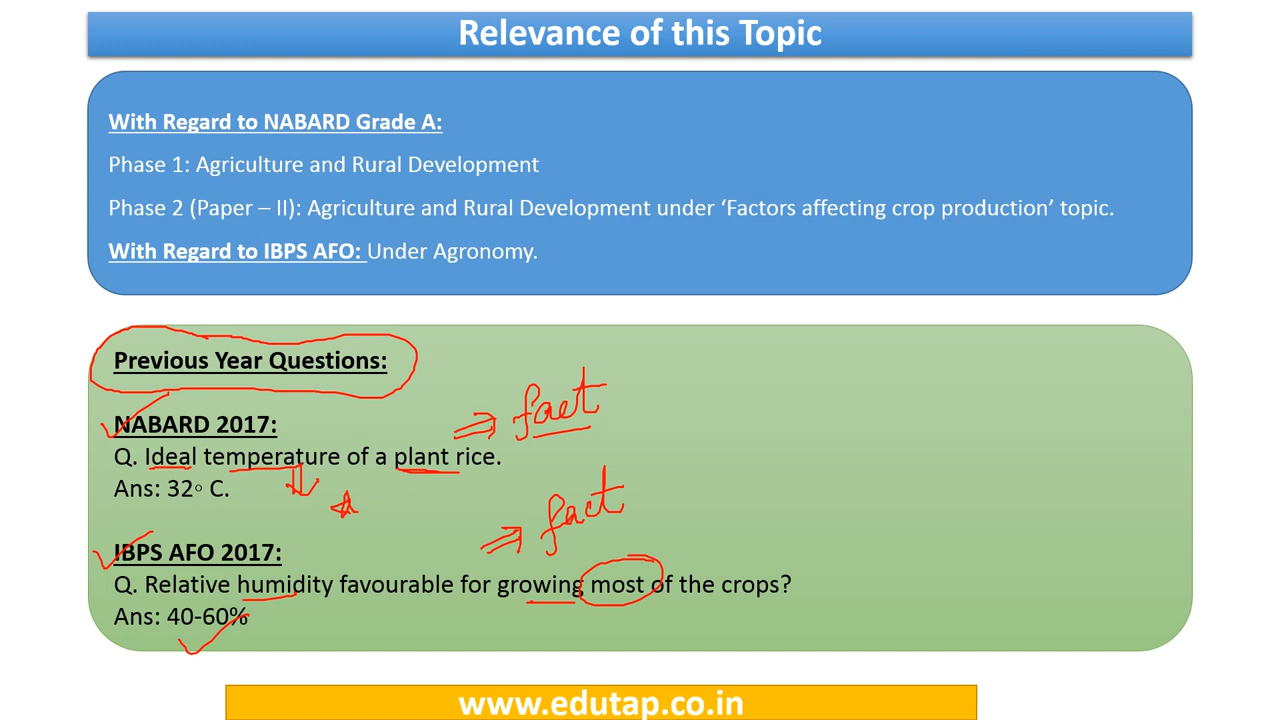 Relevance of this Topic
With Regard to NABARD Grade A:
Phase 1: Agriculture and Rural Development
Phase 2 (Paper – II): Agriculture and Rural Development under ‘Factors affecting crop production’ topic.
With Regard to IBPS AFO: Under Agronomy.
Previous Year Questions:
⇒ fact
NABARD 2017:
Q. Ideal temperature of a plant rice.
Ans: 32◦ C.
⇒ fact
IBPS AFO 2017:
Q. Relative humidity favourable for growing most of the crops?
Ans: 40-60%
www.edutap.co.in